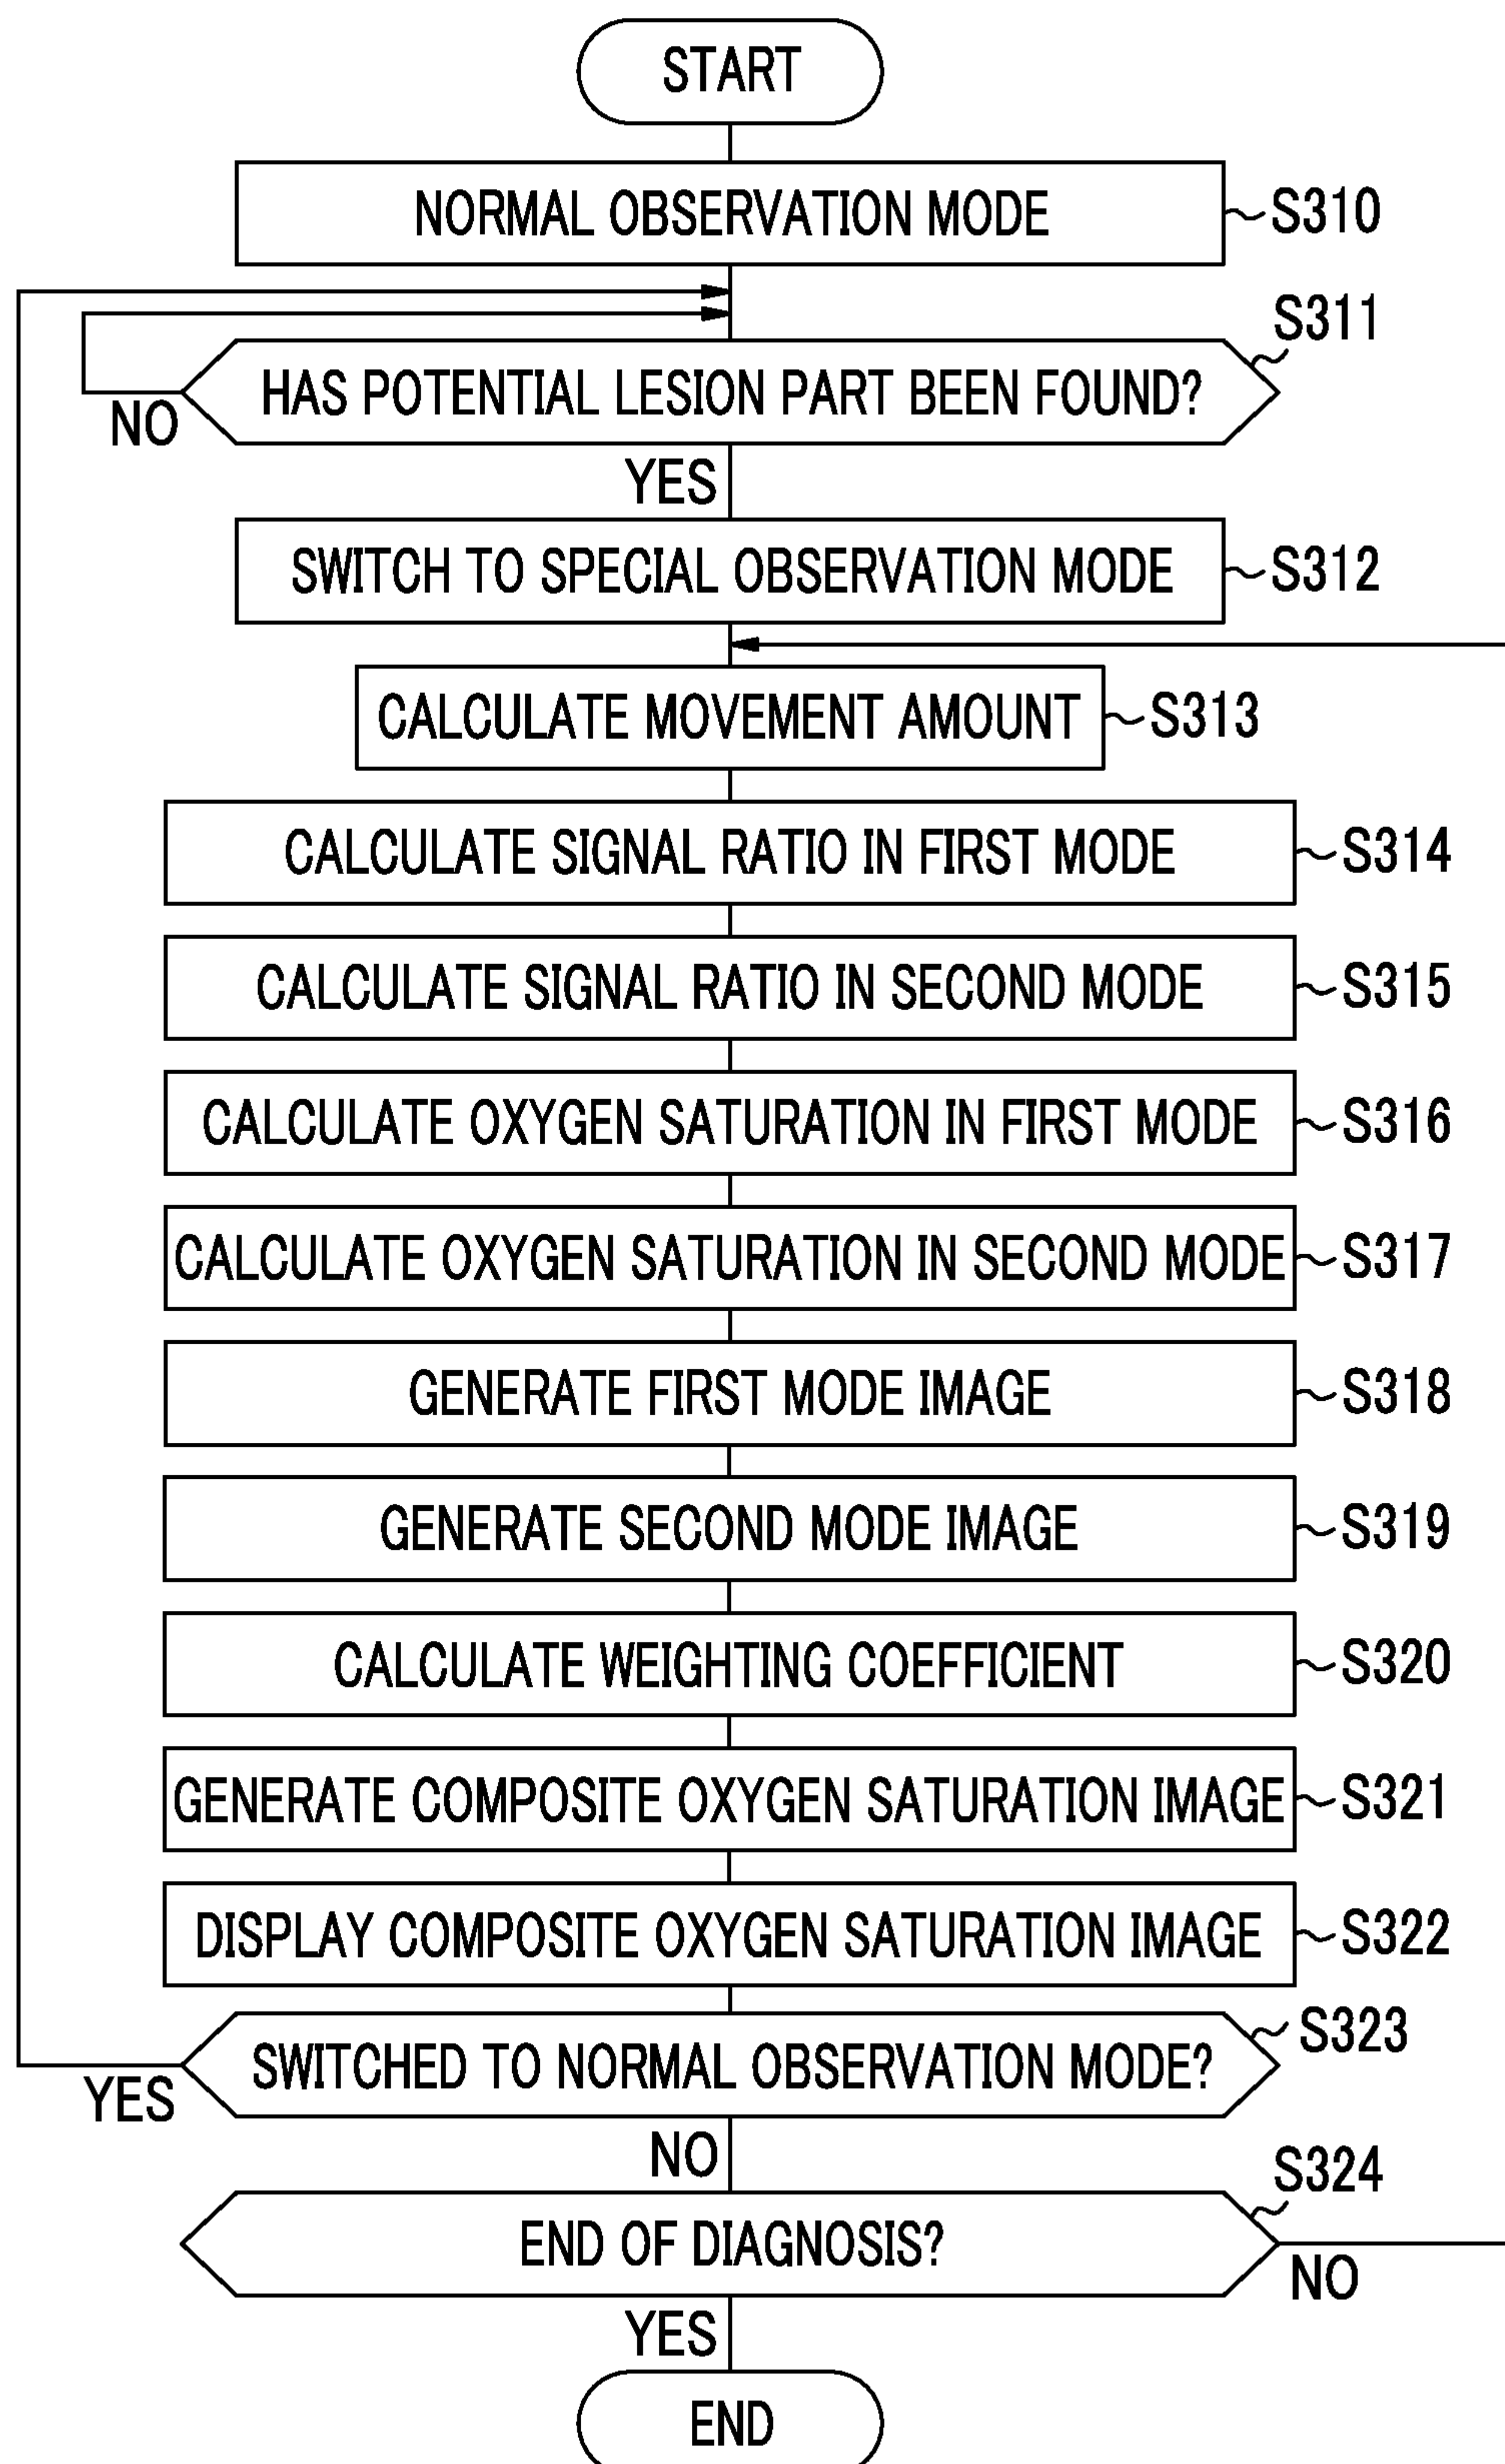 START
NORMAL OBSERVATION MODE
S310
S311
HAS POTENTIAL LESION PART BEEN FOUND?
NO
YES
SWITCH TO SPECIAL OBSERVATION MODE
S312
CALCULATE MOVEMENT AMOUNT
S313
CALCULATE SIGNAL RATIO IN FIRST MODE
S314
CALCULATE SIGNAL RATIO IN SECOND MODE
S315
CALCULATE OXYGEN SATURATION IN FIRST MODE
S316
CALCULATE OXYGEN SATURATION IN SECOND MODE
S317
GENERATE FIRST MODE IMAGE
S318
GENERATE SECOND MODE IMAGE
S319
CALCULATE WEIGHTING COEFFICIENT
S320
GENERATE COMPOSITE OXYGEN SATURATION IMAGE
S321
DISPLAY COMPOSITE OXYGEN SATURATION IMAGE
S322
S323
SWITCHED TO NORMAL OBSERVATION MODE?
YES
NO
S324
END OF DIAGNOSIS?
NO
YES
END